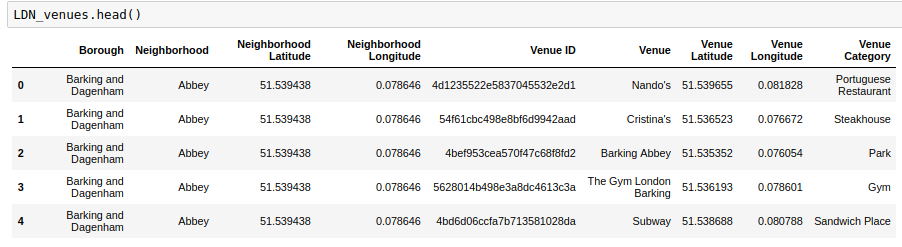 LDN_venues.head()
Borough Neighborhood Neighborhood Latitude Neighborhood Longitude Venue ID Venue Venue Latitude Venue Longitude Venue Category
0 Barking and Dagenham Abbey 51.539438 0.078646 4d1235522e5837045532e2d1 Nando's 51.539655 0.081828 Portuguese Restaurant
1 Barking and Dagenham Abbey 51.539438 0.078646 54f61cbc498e8bf6d9942aad Cristina's 51.536523 0.076672 Steakhouse
2 Barking and Dagenham Abbey 51.539438 0.078646 4bef953cea570f47c68f8fd2 Barking Abbey 51.535352 0.076054 Park
3 Barking and Dagenham Abbey 51.539438 0.078646 5628014b498e3a8dc4613c3a The Gym London Barking 51.536193 0.078601 Gym
4 Barking and Dagenham Abbey 51.539438 0.078646 4bd6d06ccfa7b713581028da Subway 51.538688 0.080788 Sandwich Place